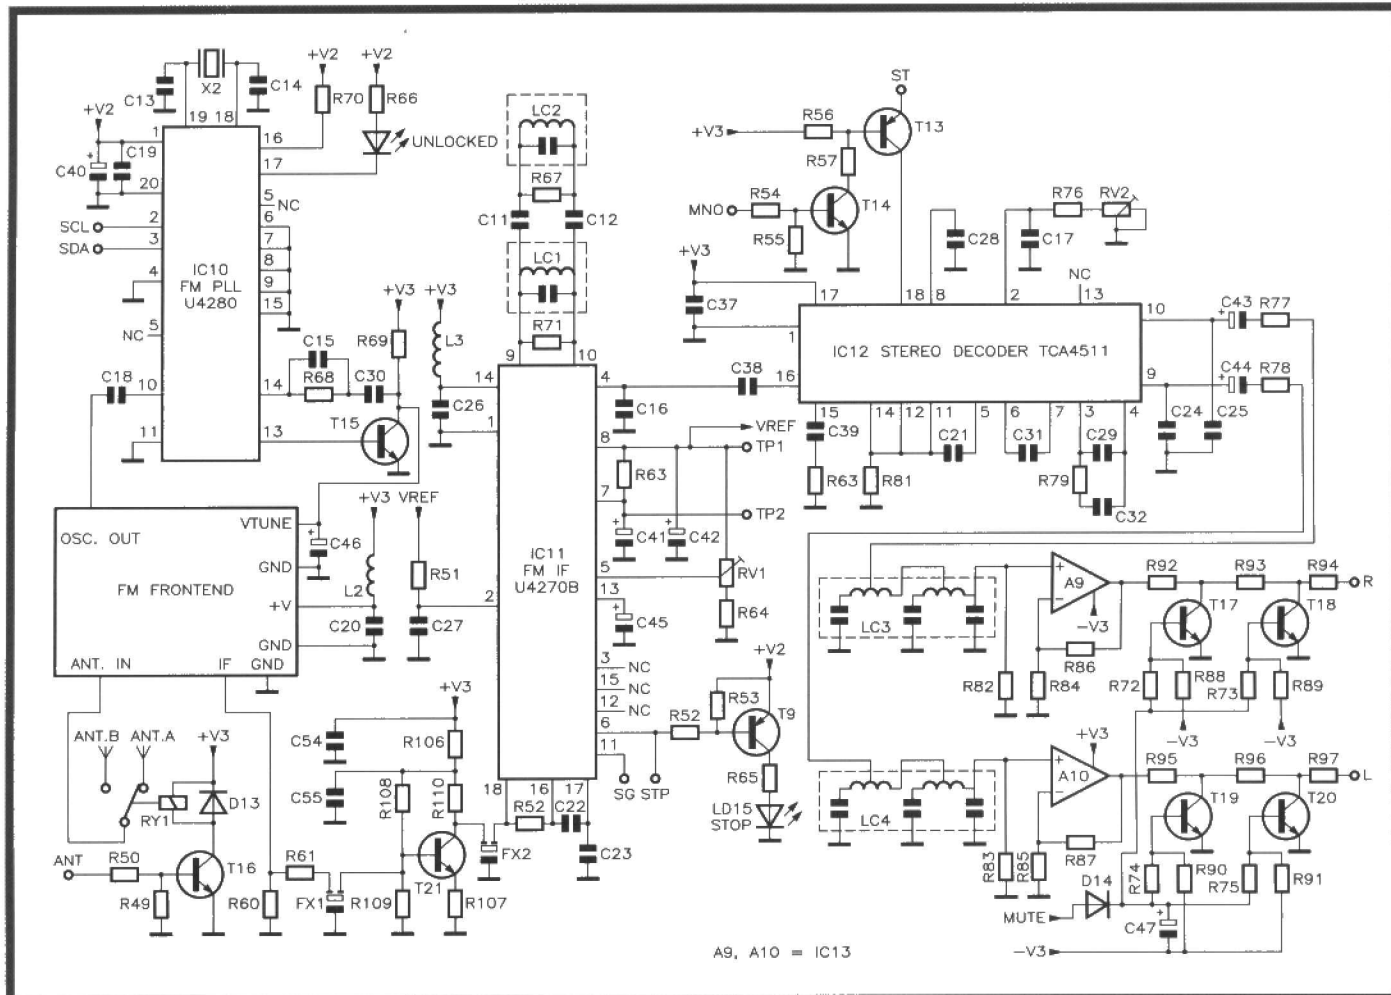 +V2
+V2
ST
X2
C13
C14
R70
R66
LC2
R56
T13
+V2
+V3
19
18
1
16
UNLOCKED
C19
17
R57
C40
R67
20
5
NC
R54
T14
R76
RV2
SCL
2
6
C11
C12
MNO
SDA
3
7
R55
C28
C17
4
8
+V3
LC1
NC
IC10
FM PLL
U4280
9
+V3
+V3
15
17
18
8
2
13
10
C43
R77
C37
NC
5
R69
L3
R71
1
IC12 STEREO DECODER TCA4511
C15
9
10
C44
R78
C18
10
14
R68
C30
14
4
C38
16
9
C26
C16
15
14
12
11
5
6
7
3
4
T15
1
VREF
C39
C24
C25
11
13
8
TP1
C21
C31
C29
R63
R63
R81
R79
+V3
VREF
7
TP2
C32
VTUNE
OSC. OUT
C46
C41
C42
IC11
FM IF
U4270B
GND
R51
5
RV1
A9
R92
R93
R94
R
FM FRONTEND
L2
13
T17
T18
+V
2
R64
-V3
C20
C27
C45
LC3
GND
R86
ANT. IN
IF
GND
3
NC
+V2
R82
R84
R72
R88
R73
R89
15
NC
+V3
R53
12
NC
ANT.B
ANT.A
+V3
6
R52
T9
-V3
-V3
C54
R106
+V3
11
A10
R95
R96
R97
L
R65
D13
C55
R108
R110
18
16
17
SG
STP
T19
T20
RY1
R52
C22
LD15
STOP
LC4
R87
ANT
R50
T16
R61
FX2
C23
R83
R85
R74
R90
R75
R91
T21
D14
R49
R60
FX1
R109
R107
MUTE
C47
A9, A10 = IC13
-V3